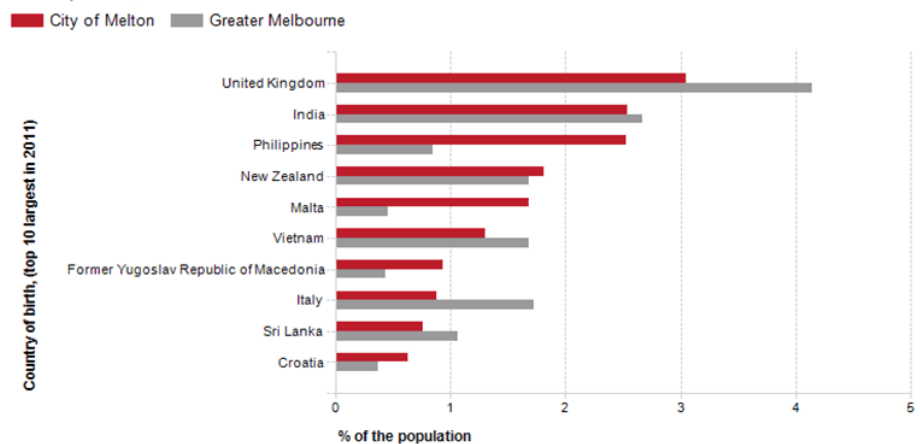 City of Melton Greater Melbourne
United Kingdom
India
Philippines
New Zealand
Malta
Vietnam
Former Yugoslav Republic of Macedonia
Italy
Sri Lanka
Croatia
Country of birth, (top 10 largest in 2011)
0 1 2 3 4 5
% of the population